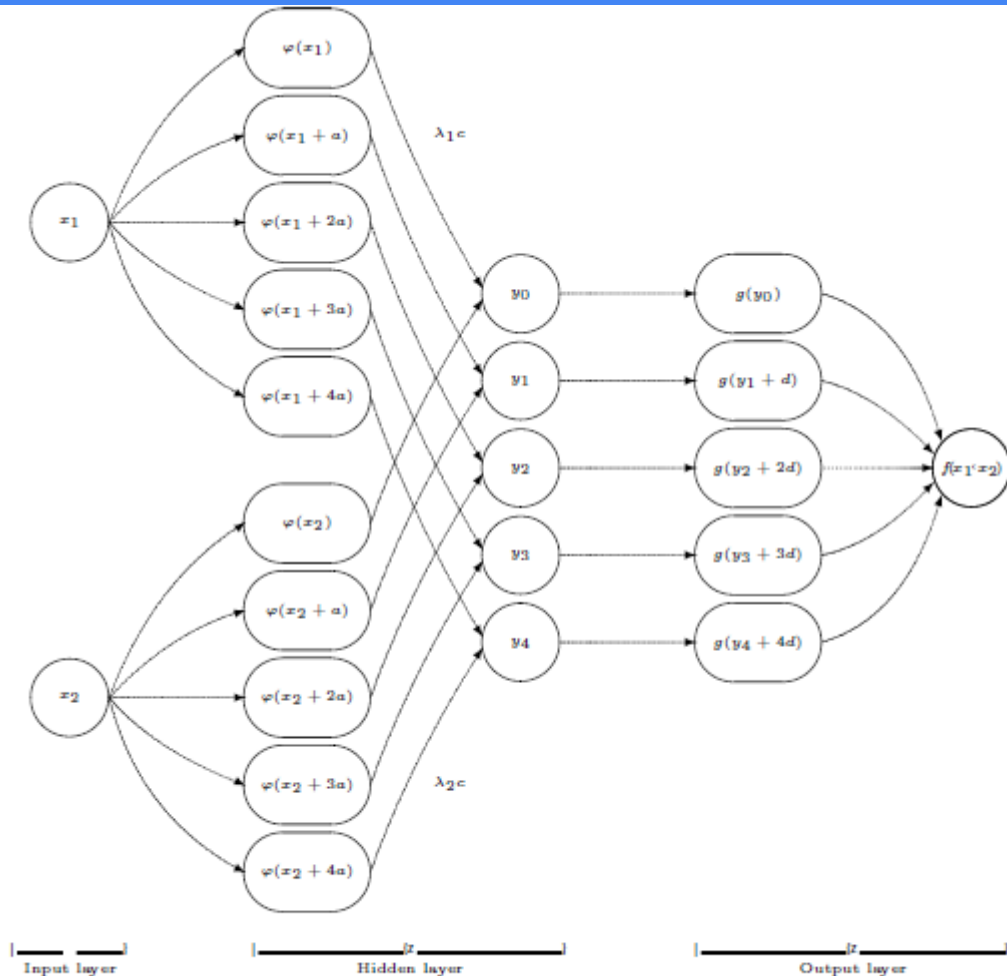 φ(x₁)
φ(x₁ + a)
φ(x₁ + 2a)
φ(x₁ + 3a)
φ(x₁ + 4a)
x₁
λ₁c
φ(x₂)
φ(x₂ + a)
φ(x₂ + 2a)
φ(x₂ + 3a)
φ(x₂ + 4a)
x₂
λ₂c
y₀
y₁
y₂
y₃
y₄
g(y₀)
g(y₁ + d)
g(y₂ + 2d)
g(y₃ + 3d)
g(y₄ + 4d)
f(x₁,x₂)
Input layer
Hidden layer
Output layer